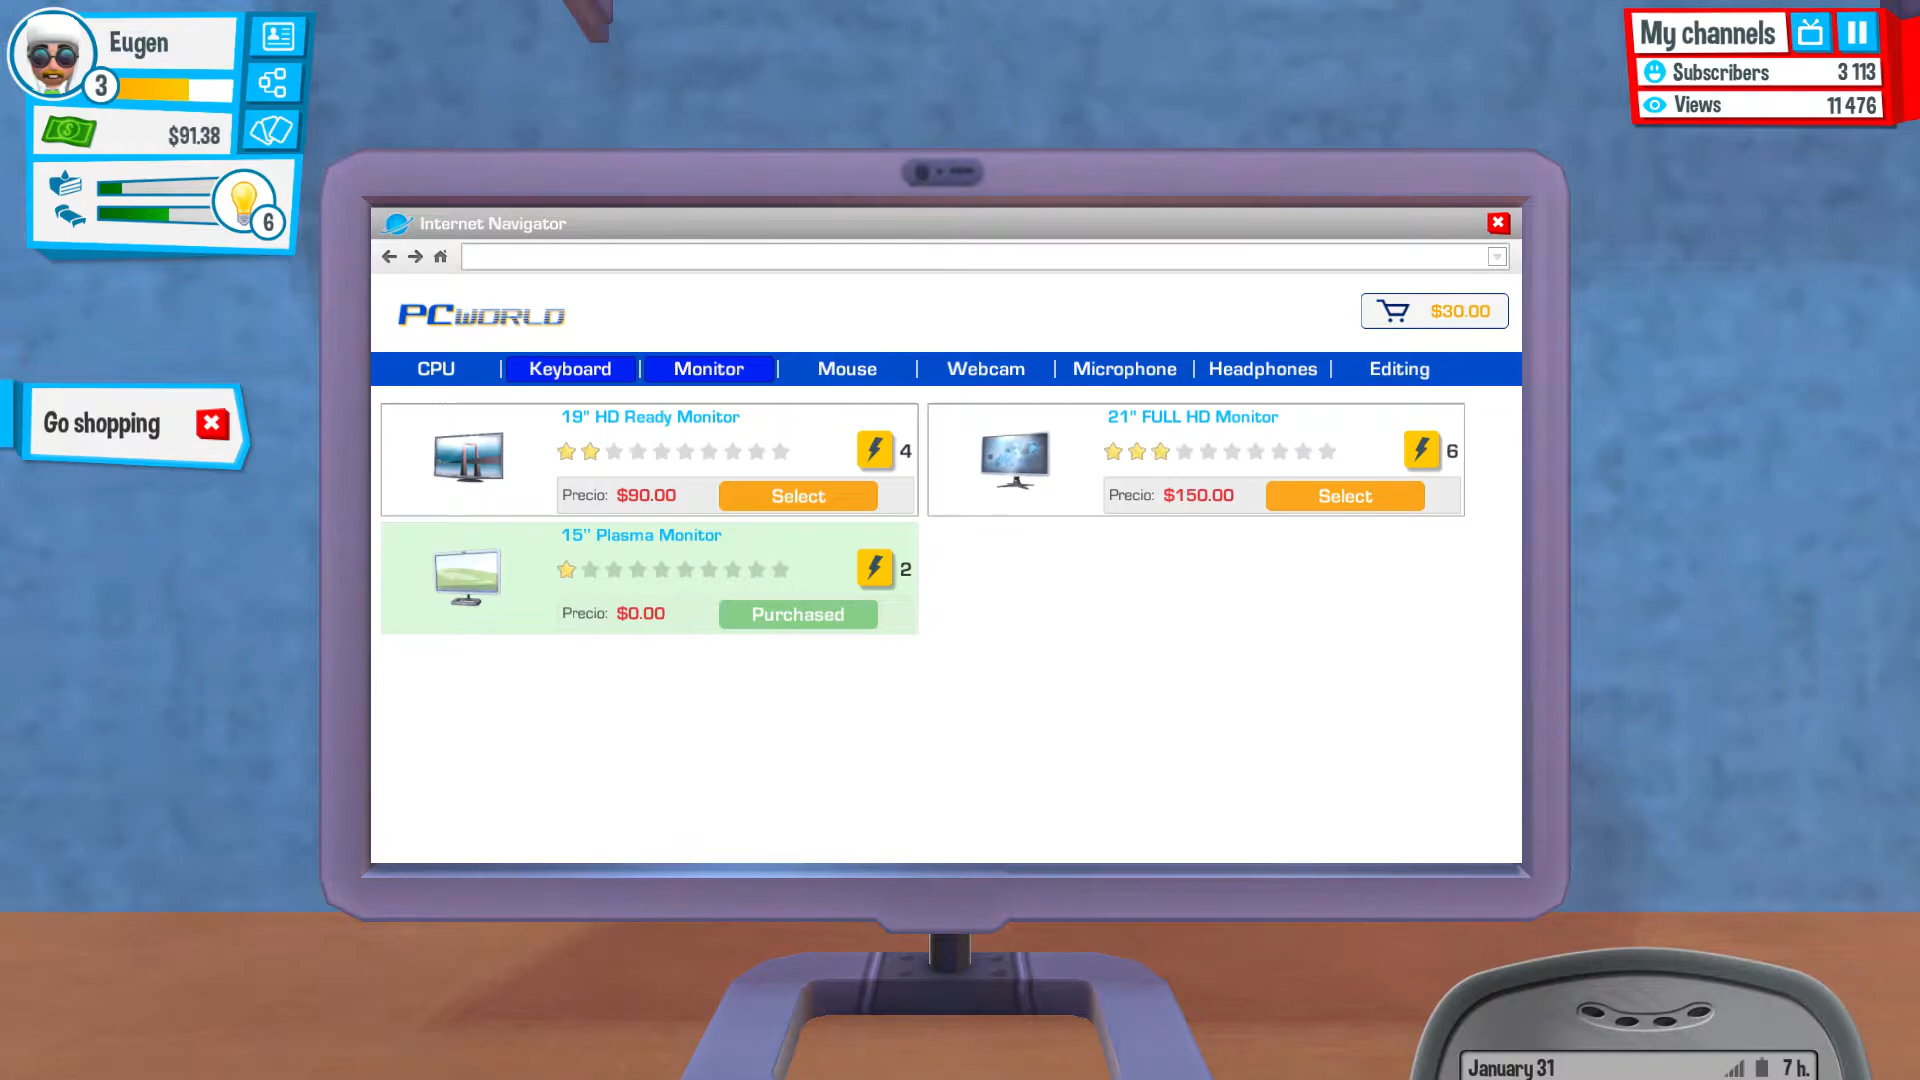 Eugen
3
$91.38
6
My channels
Subscribers 3 113
Views 11 476
Go shopping
Internet Navigator
PCWORLD
$30.00
CPU | Keyboard | Monitor | Mouse | Webcam | Microphone | Headphones | Editing
19" HD Ready Monitor
4
Precio: $90.00 Select
21" FULL HD Monitor
6
Precio: $150.00 Select
15" Plasma Monitor
2
Precio: $0.00 Purchased
January 31 7 h.